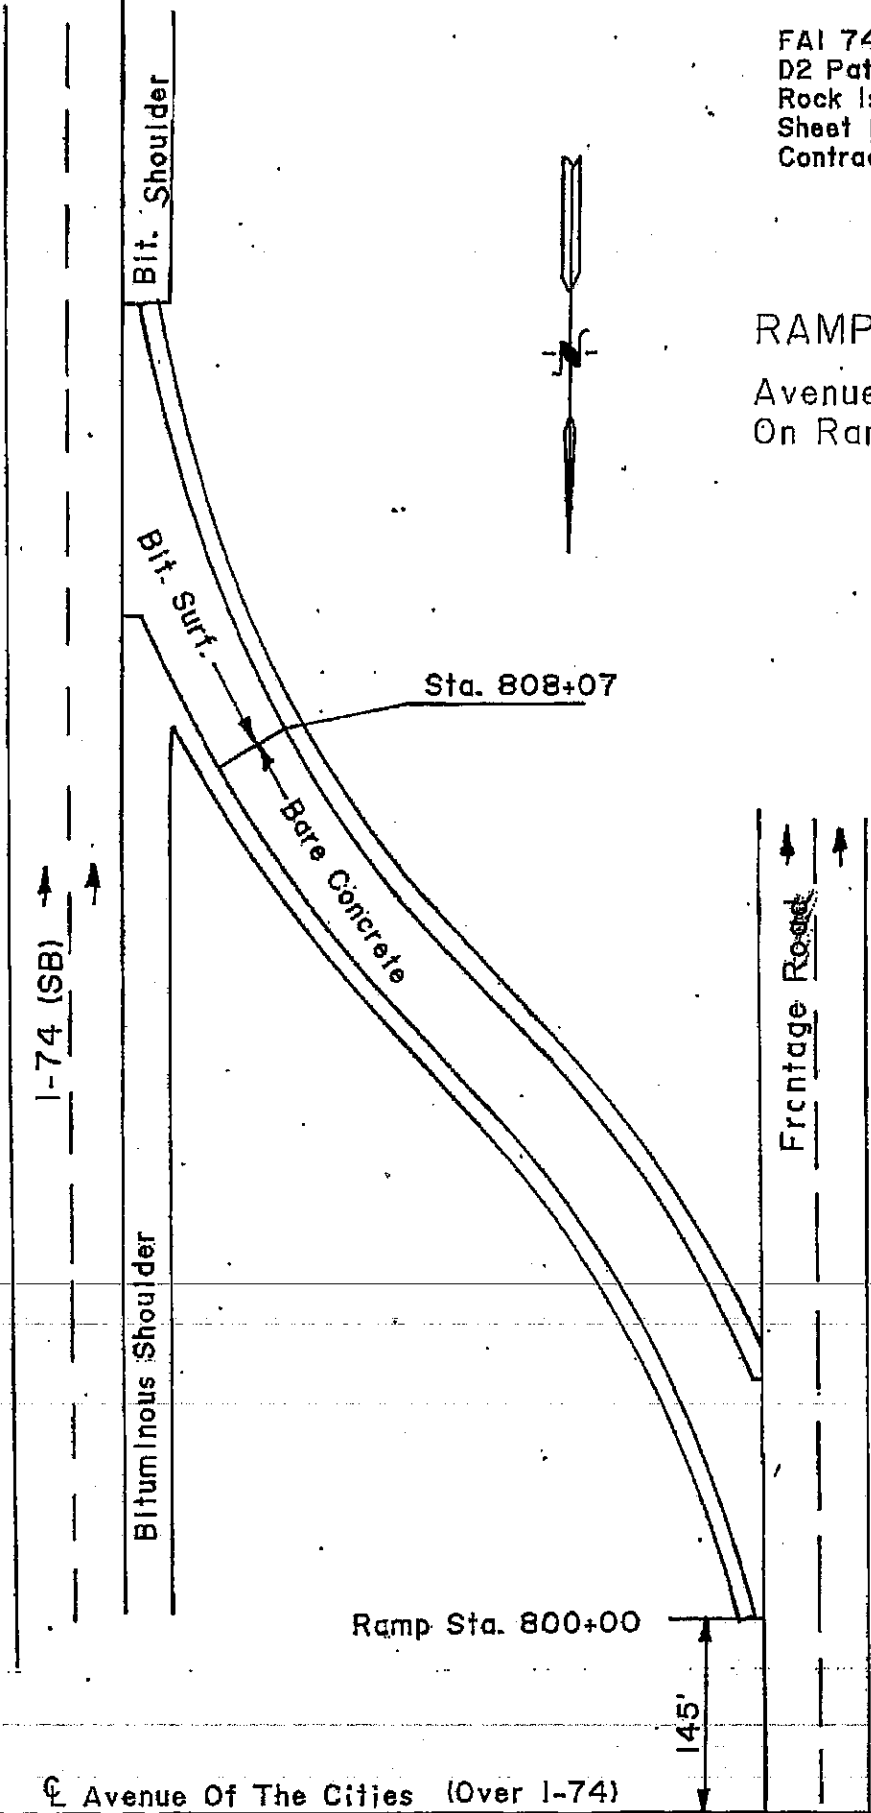 FAI 74
D2 Pat
Rock Is
Sheet
Contrac
Bit. Shoulder
RAMP
Avenue
On Ram
Bit. Surf.
Sta. 808+07
Bare Concrete
I-74 (SB)
Frontage Road
Bituminous Shoulder
Ramp Sta. 800+00
145'
℄ Avenue Of The Cities (Over I-74)